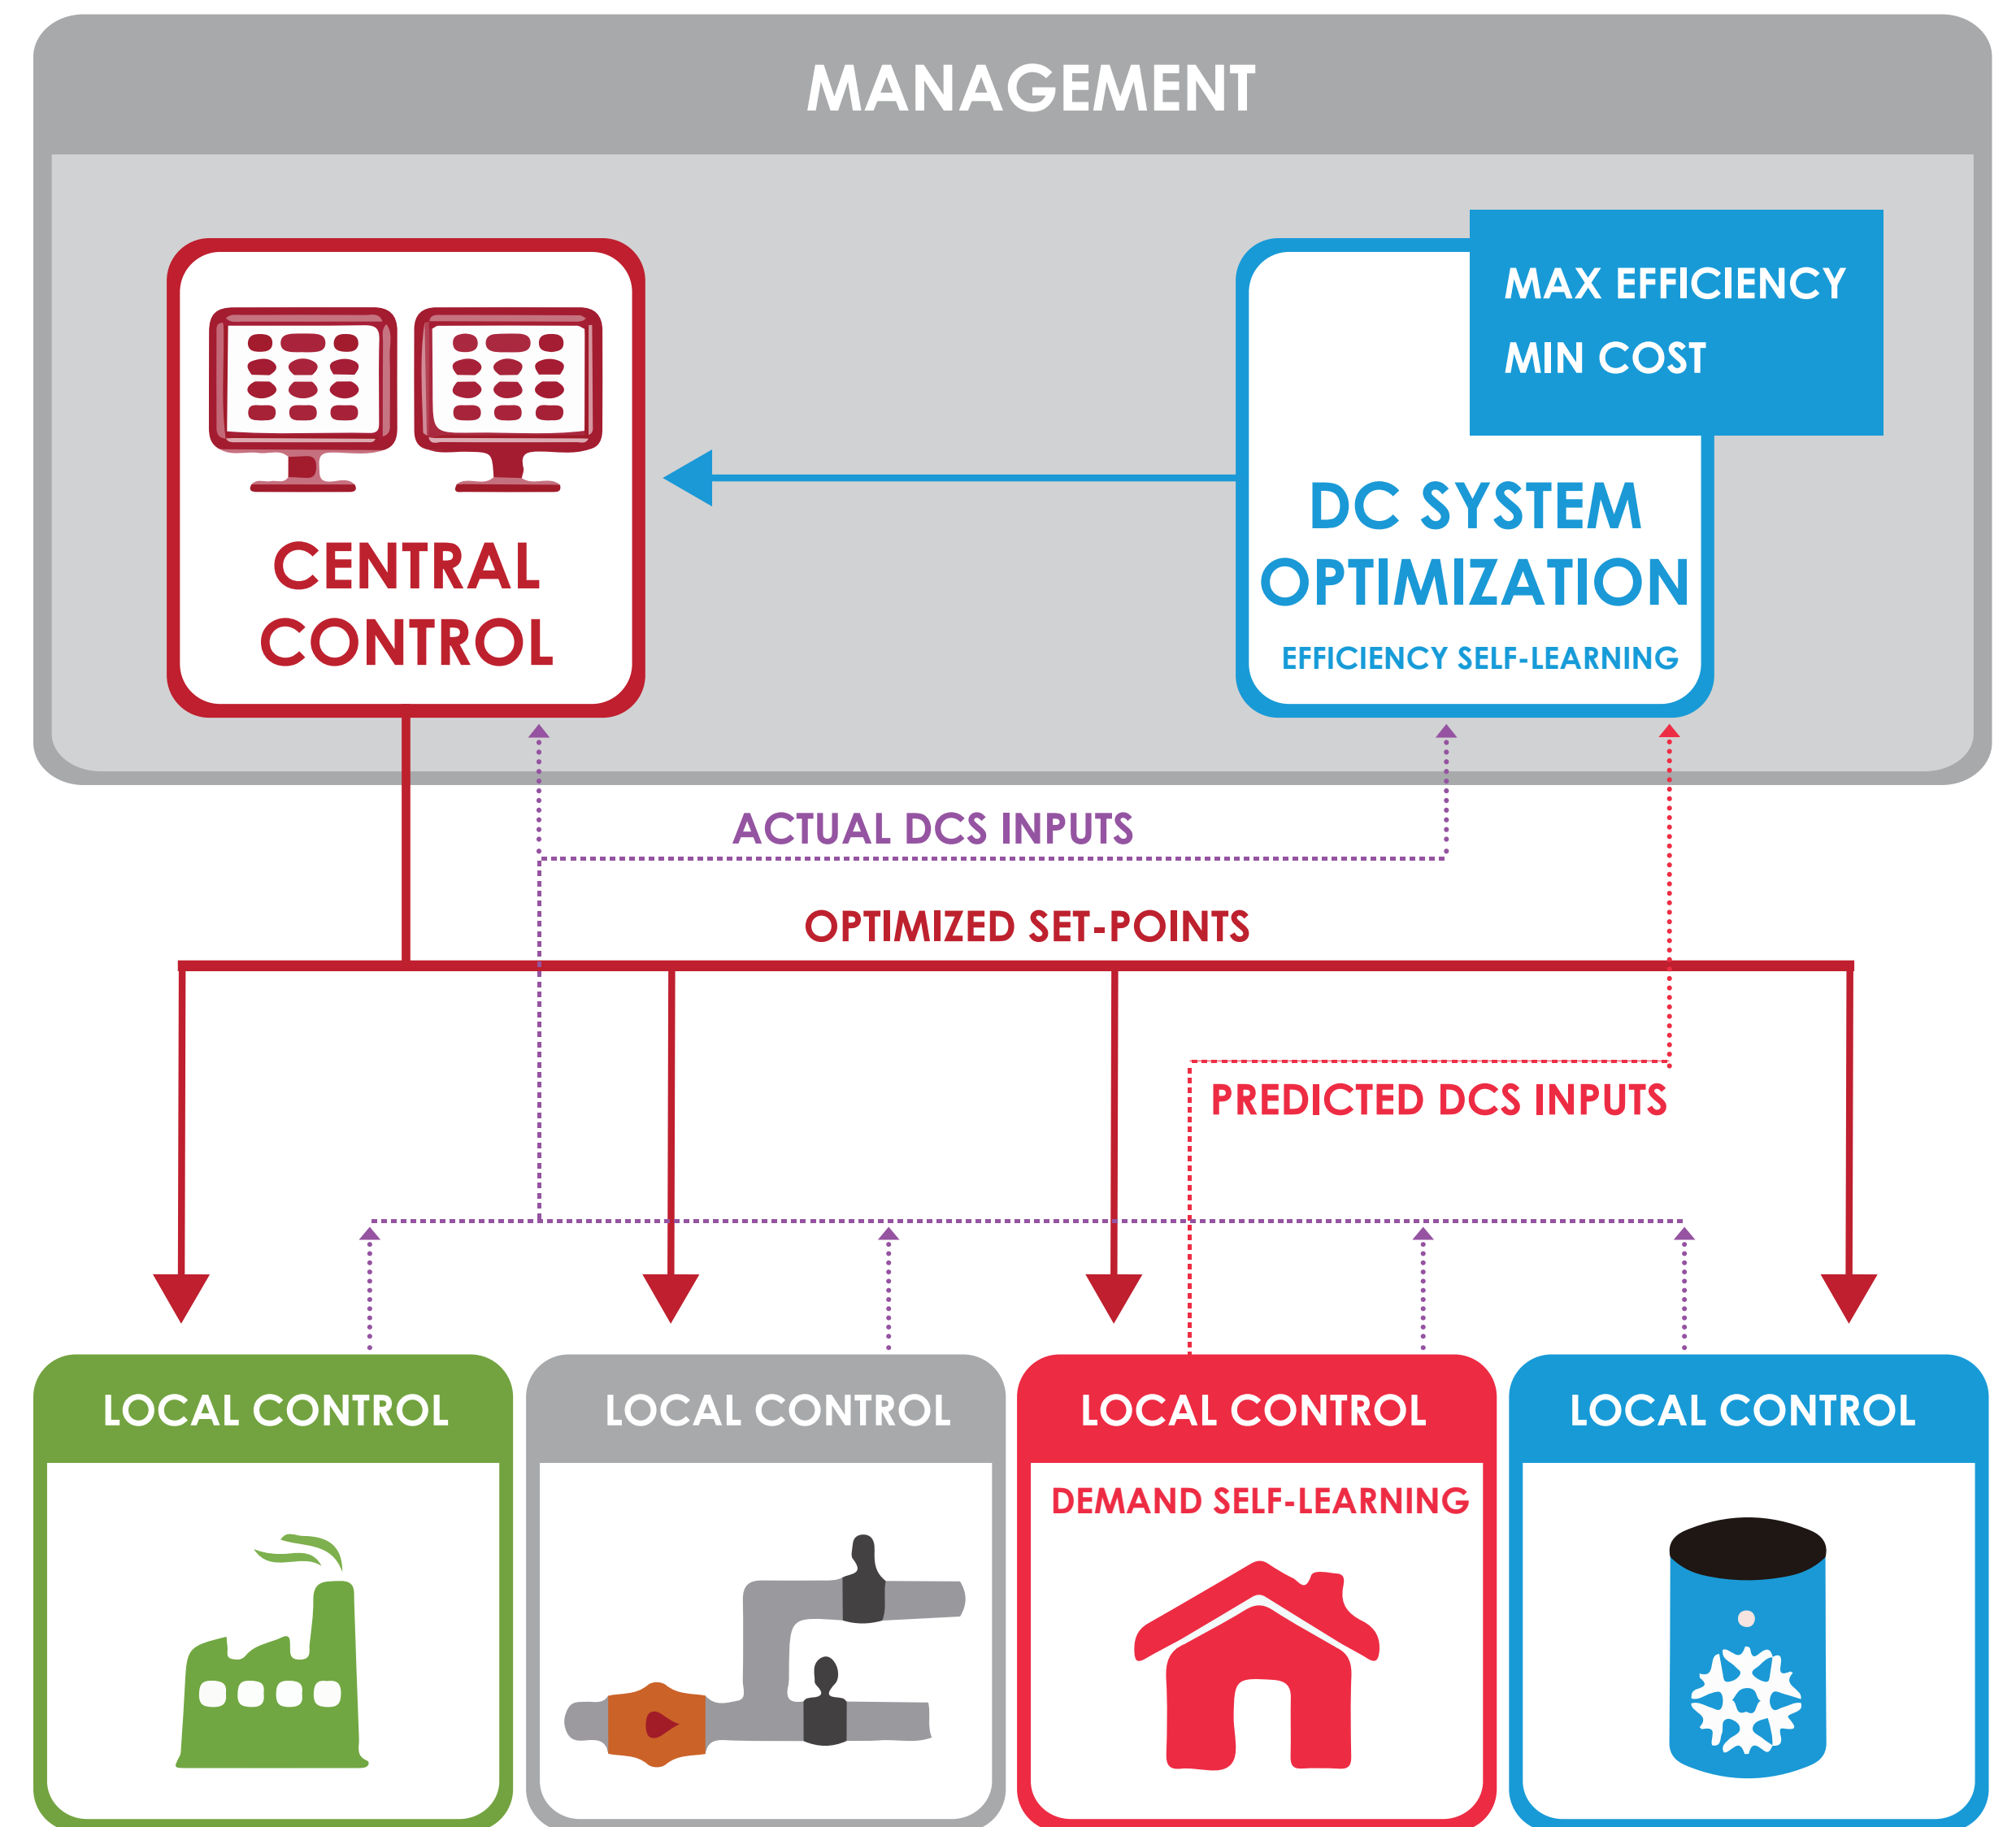 MANAGEMENT
MAX EFFICIENCY
MIN COST
CENTRAL
CONTROL
DC SYSTEM
OPTIMIZATION
EFFICIENCY SELF-LEARNING
ACTUAL DCS INPUTS
OPTIMIZED SET-POINTS
PREDICTED DCS INPUTS
LOCAL CONTROL
LOCAL CONTROL
LOCAL CONTROL
DEMAND SELF-LEARNING
LOCAL CONTROL